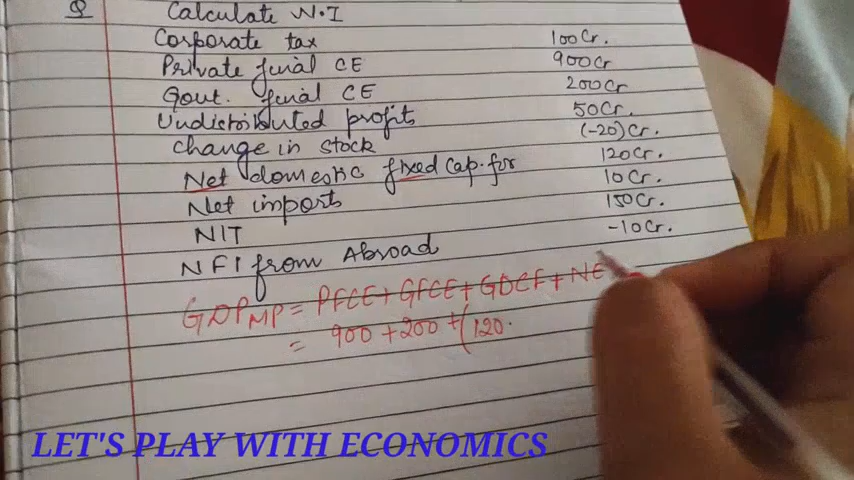 Q Calculate N.I
Corporate tax 100Cr.
Private final CE 900Cr
Govt. final CE 200Cr
Undistributed profits 50Cr.
Change in stock (-20)Cr.
Net domestic fixed Cap. for 120Cr.
Net imports 10Cr.
NIT 150Cr.
NFI from Abroad -10Cr.
GDPMP = PFCE + GFCE + GDCF + NE
= 900 + 200 + (120.
LET'S PLAY WITH ECONOMICS